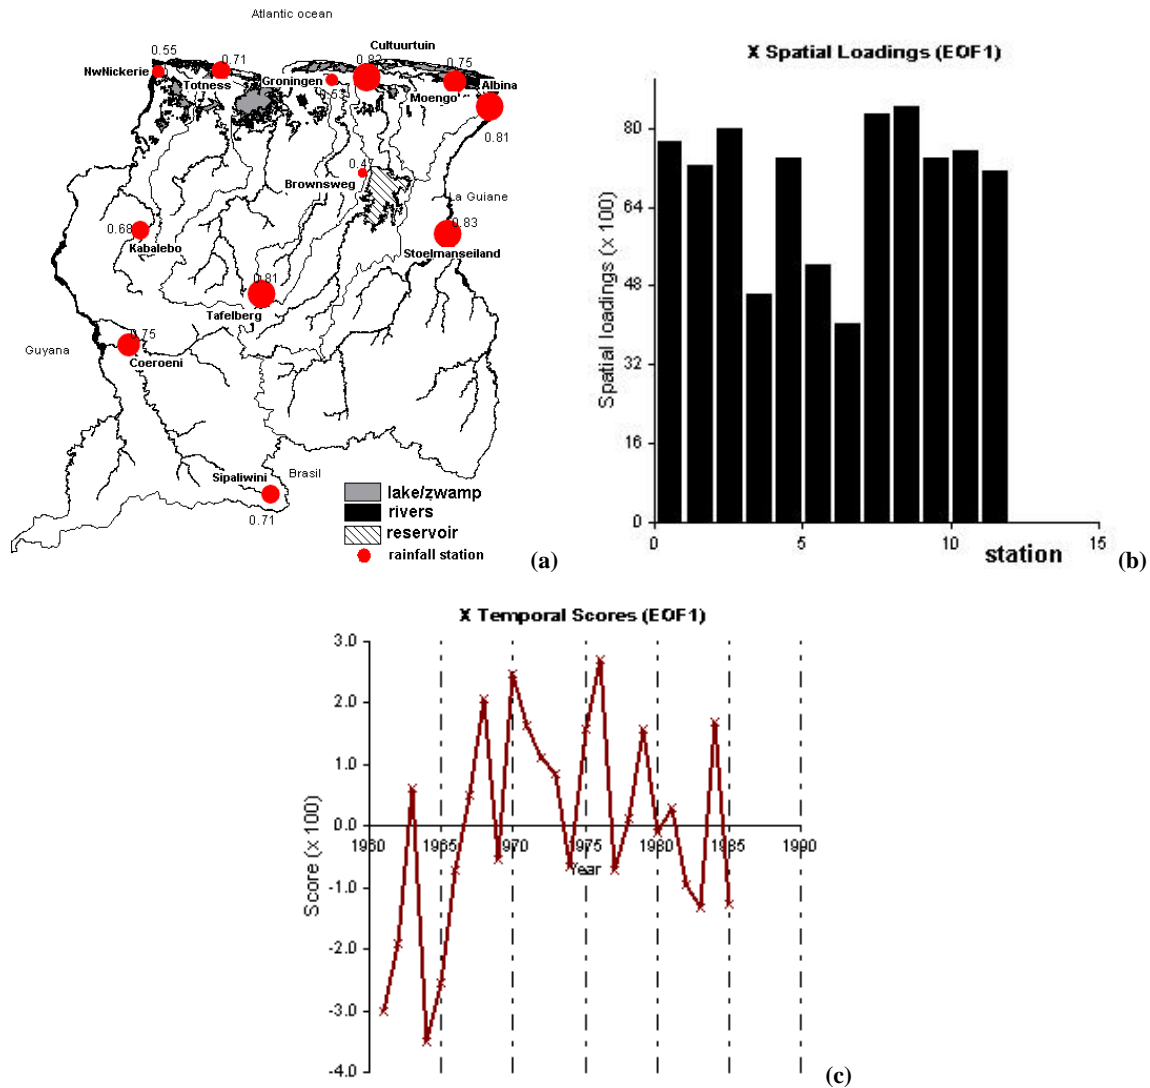 Atlantic ocean
Cultuurtuin
0.55
0.71
0.82
0.75
NwNickerie
Totness
Groningen
0.53
Moengo
Albina
0.81
0.47
Brownsweg
La Guiane
0.83
0.68
Kabalebo
Stoelmanseiland
0.81
Tafelberg
0.75
Guyana
Coeroeni
Sipaliwini
Brasil
0.71
lake/zwamp
rivers
reservoir
rainfall station
(a)
X Spatial Loadings (EOF1)
Spatial loadings (x 100)
80
64
48
32
16
0
0 5 10 15
station
(b)
X Temporal Scores (EOF1)
Score (x 100)
3.0
2.0
1.0
0.0
1960 1965 1970 1975 1980 1985 1990
Year
-1.0
-2.0
-3.0
-4.0
(c)